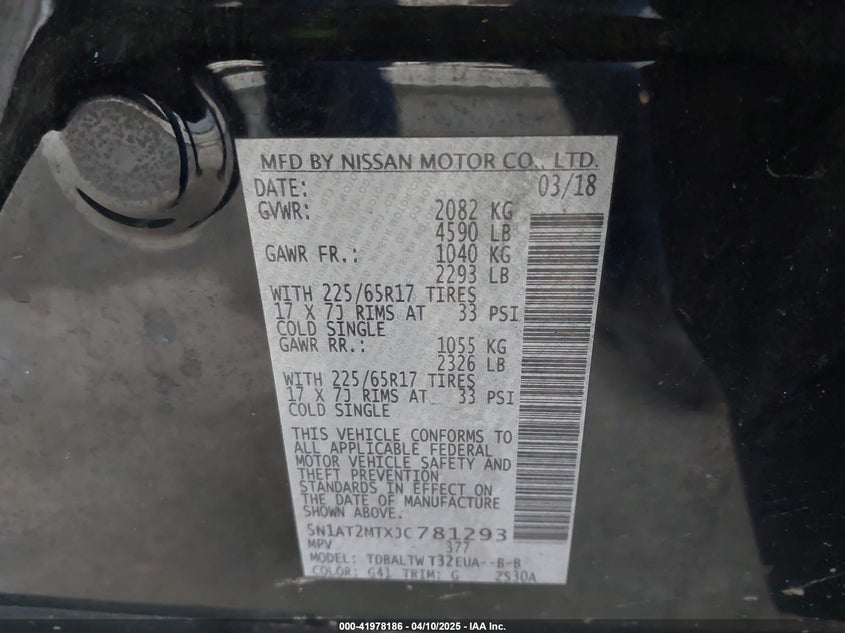 MFD BY NISSAN MOTOR CO., LTD.
DATE: 03/18
GVWR: 2082 KG
4590 LB
GAWR FR.: 1040 KG
2293 LB
WITH 225/65R17 TIRES
17 X 7J RIMS AT 33 PSI
COLD SINGLE
GAWR RR.: 1055 KG
2326 LB
WITH 225/65R17 TIRES
17 X 7J RIMS AT 33 PSI
COLD SINGLE
THIS VEHICLE CONFORMS TO
ALL APPLICABLE FEDERAL
MOTOR VEHICLE SAFETY AND
THEFT PREVENTION
STANDARDS IN EFFECT ON
THE DATE OF MANUFACTURE
SHOWN ABOVE.
5N1AT2MTXJC781293
MPV 377
MODEL: TDBALTW T32EUA--B-B
COLOR: G41 TRIM: G ZS30A
000-41978186 - 04/10/2025 - IAA Inc.